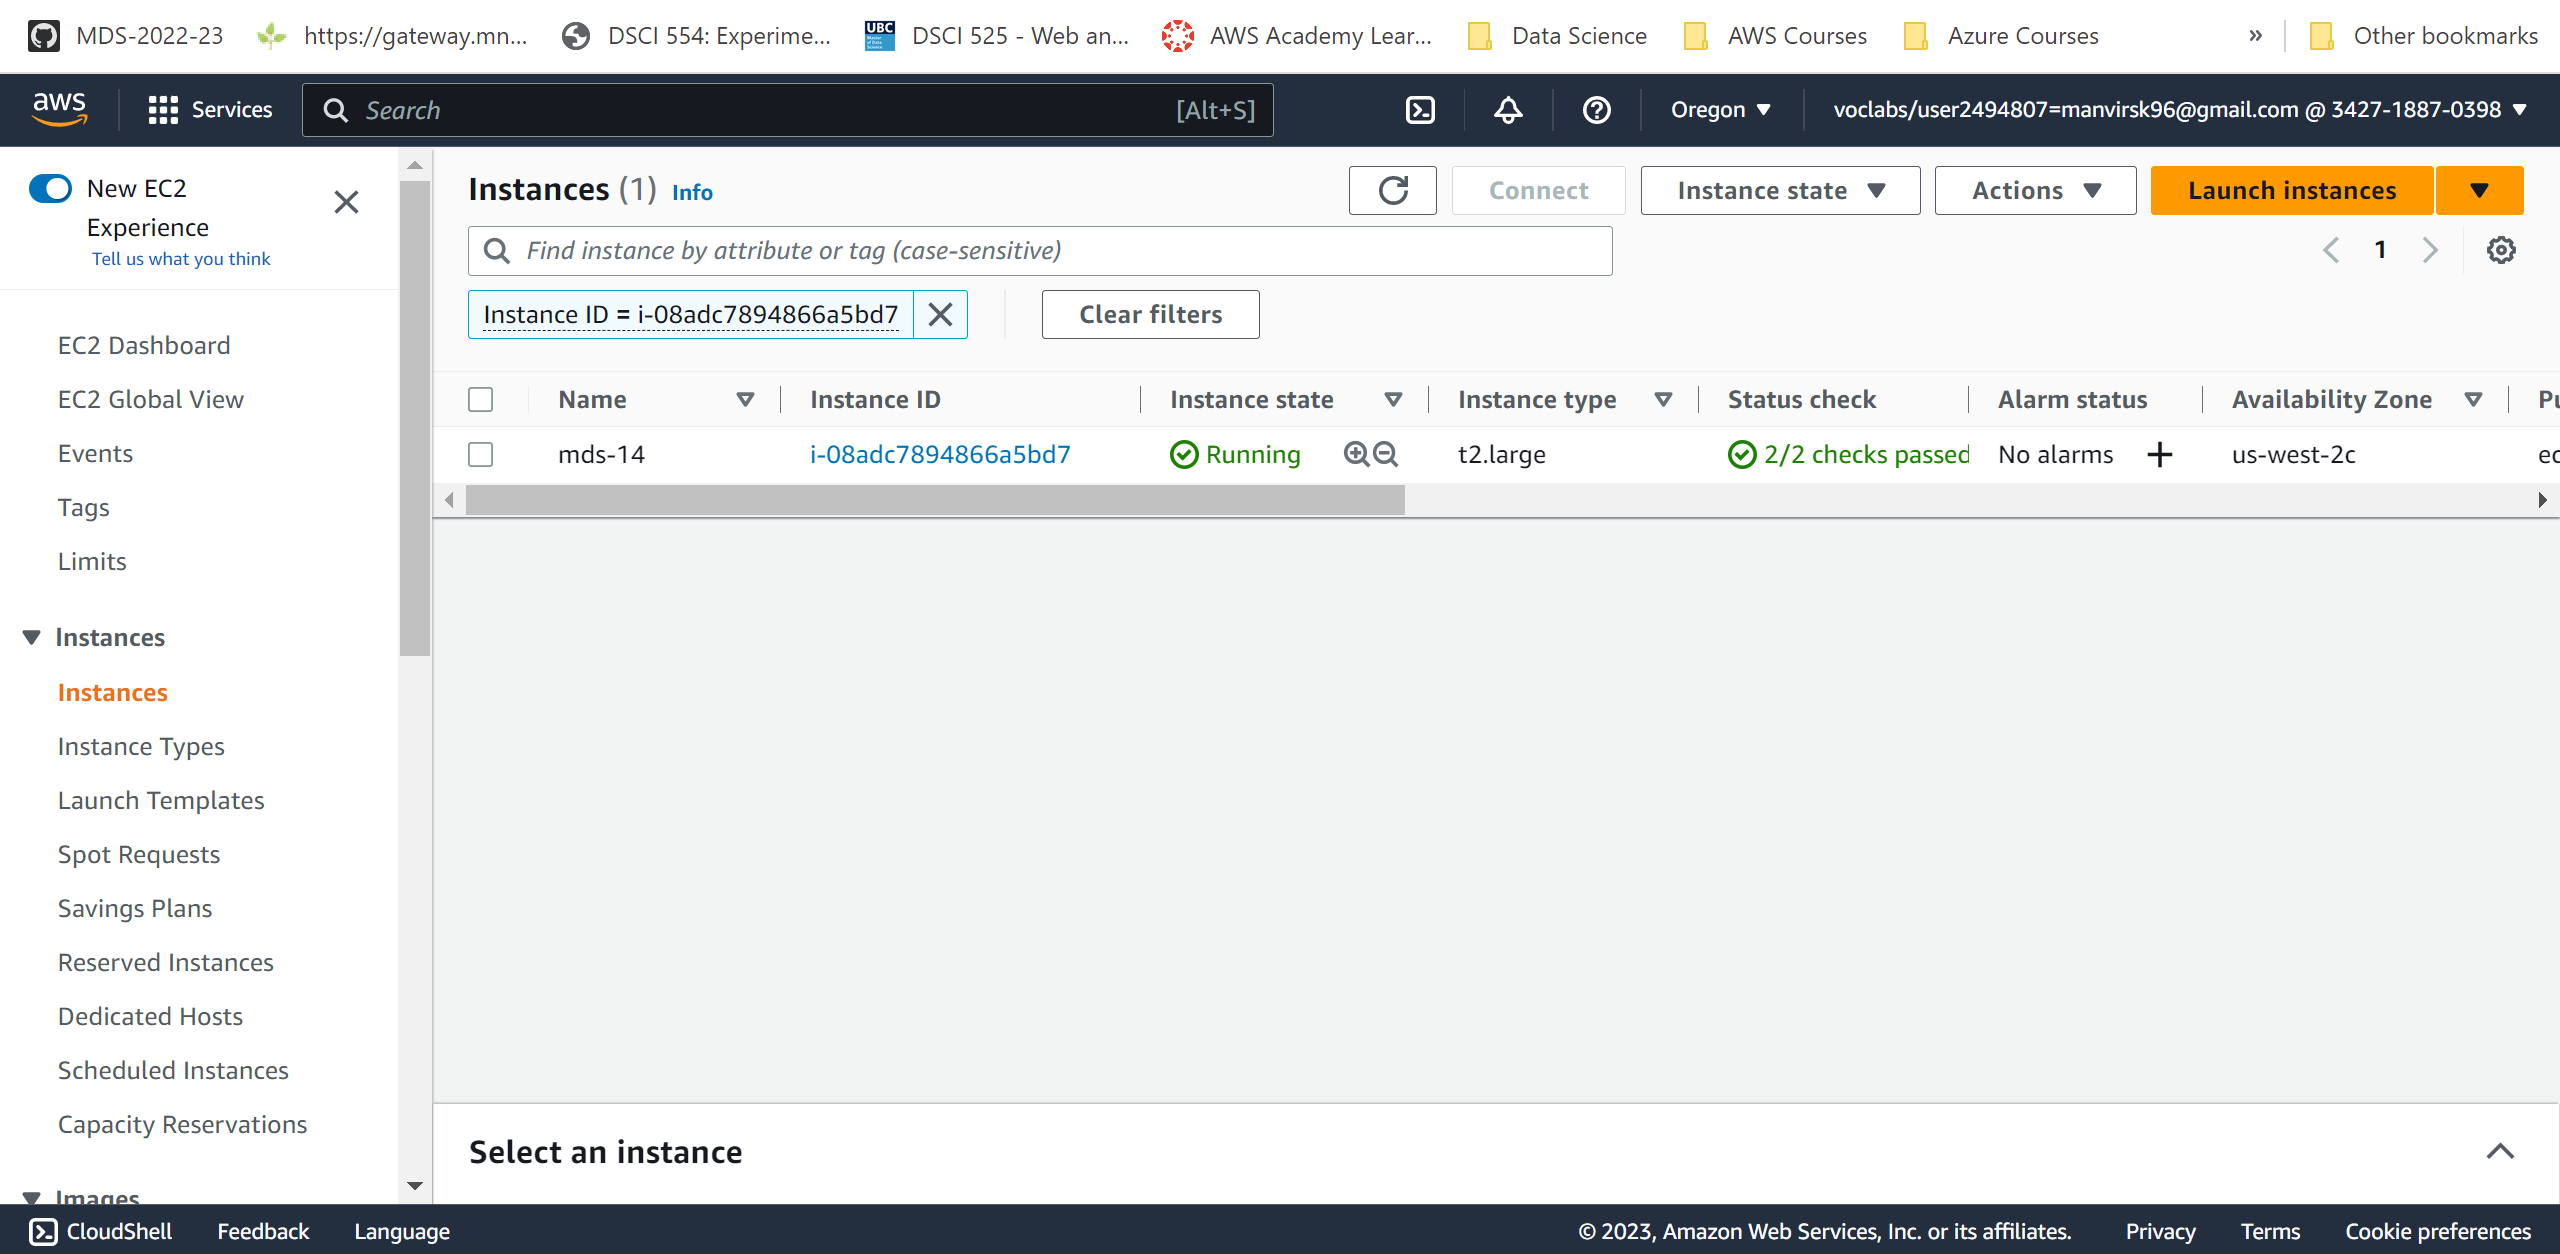 MDS-2022-23 https://gateway.mn... DSCI 554: Experime... UBC DSCI 525 - Web an... AWS Academy Lear... Data Science AWS Courses Azure Courses » Other bookmarks
aws Services Search [Alt+S] Oregon voclabs/user2494807=manvirsk96@gmail.com @ 3427-1887-0398
New EC2
Experience
Tell us what you think
EC2 Dashboard
EC2 Global View
Events
Tags
Limits
Instances
Instances
Instance Types
Launch Templates
Spot Requests
Savings Plans
Reserved Instances
Dedicated Hosts
Scheduled Instances
Capacity Reservations
Images
Instances (1) Info Connect Instance state Actions Launch instances
Find instance by attribute or tag (case-sensitive) 1
Instance ID = i-08adc7894866a5bd7 Clear filters
Name Instance ID Instance state Instance type Status check Alarm status Availability Zone
mds-14 i-08adc7894866a5bd7 Running t2.large 2/2 checks passed No alarms + us-west-2c
Select an instance
CloudShell Feedback Language © 2023, Amazon Web Services, Inc. or its affiliates. Privacy Terms Cookie preferences